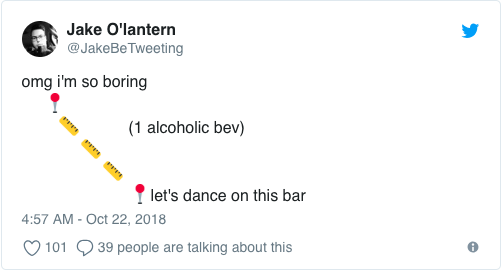 Jake O'lantern
@JakeBeTweeting
omg i'm so boring
📍
📏 (1 alcoholic bev)
📏
📏
📍let's dance on this bar
4:57 AM - Oct 22, 2018
101 39 people are talking about this